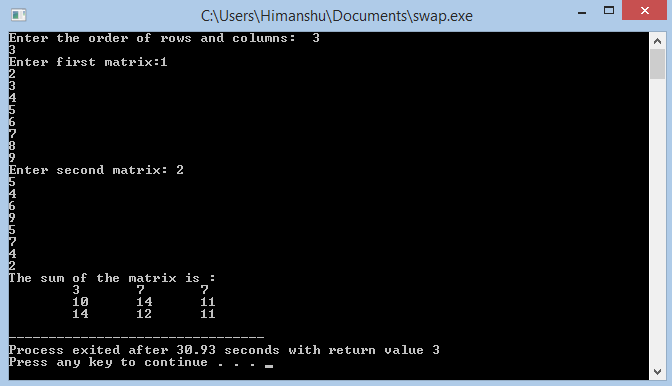 C:\Users\Himanshu\Documents\swap.exe
Enter the order of rows and columns:  3
3
Enter first matrix:1
2
3
4
5
6
7
8
9
Enter second matrix: 2
5
4
6
9
5
7
4
2
The sum of the matrix is :
        3       7       7
        10      14      11
        14      12      11

--------------------------------
Process exited after 30.93 seconds with return value 3
Press any key to continue . . . _